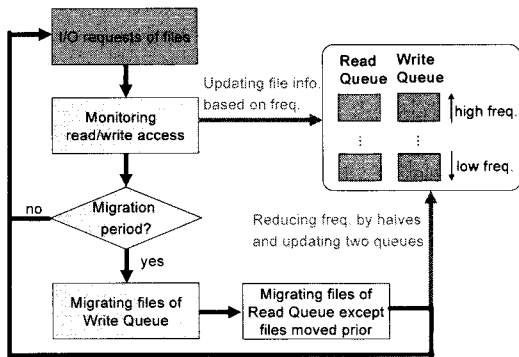 I/O requests of files
Monitoring
read/write access
Updating file info.
based on freq.
Read
Queue
Write
Queue
high freq.
low freq.
Migration
period?
no
yes
Reducing freq. by halves
and updating two queues
Migrating files of
Write Queue
Migrating files of
Read Queue except
files moved prior